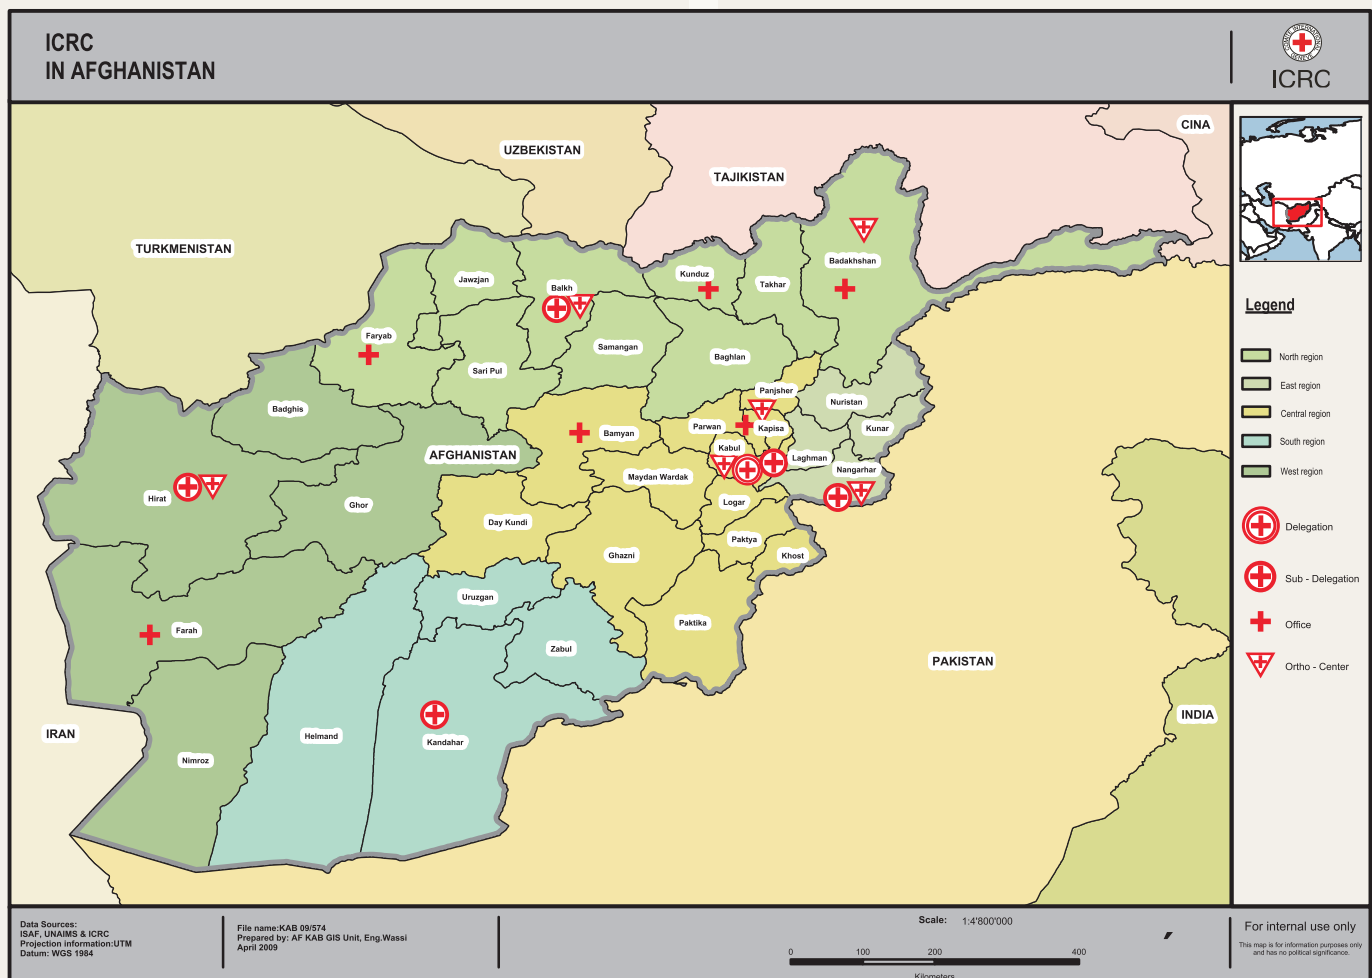 ICRC
IN AFGHANISTAN
COMITE INTERNATIONAL
GENEVE
ICRC
CINA
UZBEKISTAN
TAJIKISTAN
TURKMENISTAN
Badakhshan
Kunduz
Takhar
Jawzjan
Balkh
Faryab
Samangan
Baghlan
Sari Pul
Panjsher
Nuristan
Badghis
Parwan
Kapisa
Kunar
Bamyan
AFGHANISTAN
Kabul
Laghman
Nangarhar
Maydan Wardak
Hirat
Ghor
Logar
Day Kundi
Paktya
Ghazni
Khost
Uruzgan
Farah
Paktika
Zabul
PAKISTAN
INDIA
IRAN
Helmand
Kandahar
Nimroz
Legend
North region
East region
Central region
South region
West region
Delegation
Sub - Delegation
Office
Ortho - Center
Data Sources:
ISAF, UNAIMS & ICRC
Projection information:UTM
Datum: WGS 1984
File name:KAB 09/574
Prepared by: AF KAB GIS Unit, Eng.Wassi
April 2009
Scale: 1:4'800'000
0 100 200 400
Kilometers
For internal use only
This map is for information purposes only
and has no political significance.